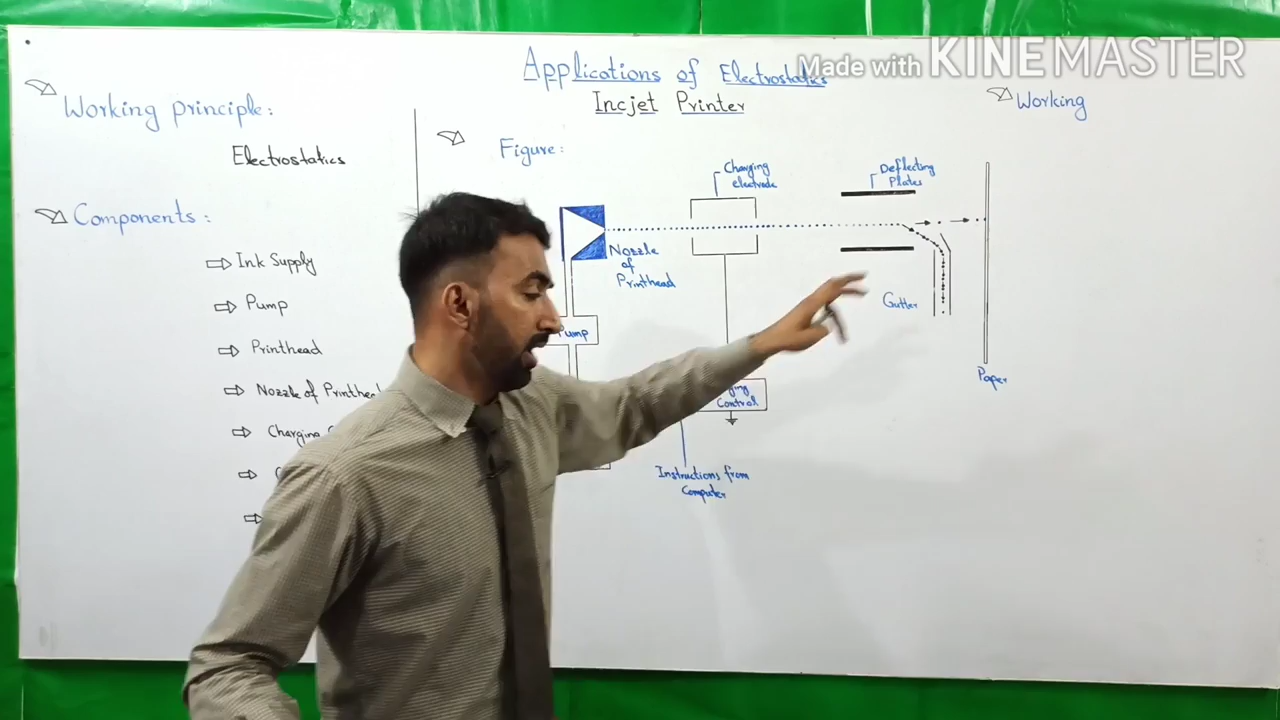 Made with KINEMASTER
Applications of Electrostatics
Incjet Printer
Working principle:
Electrostatics
Components:
Ink Supply
Pump
Printhead
Nozzle of Printhead
Charging
Figure:
Charging
electrode
Deflecting
Plates
Nozzle
of
Printhead
Pump
Gutter
Control
Instructions from
Computer
Paper
Working